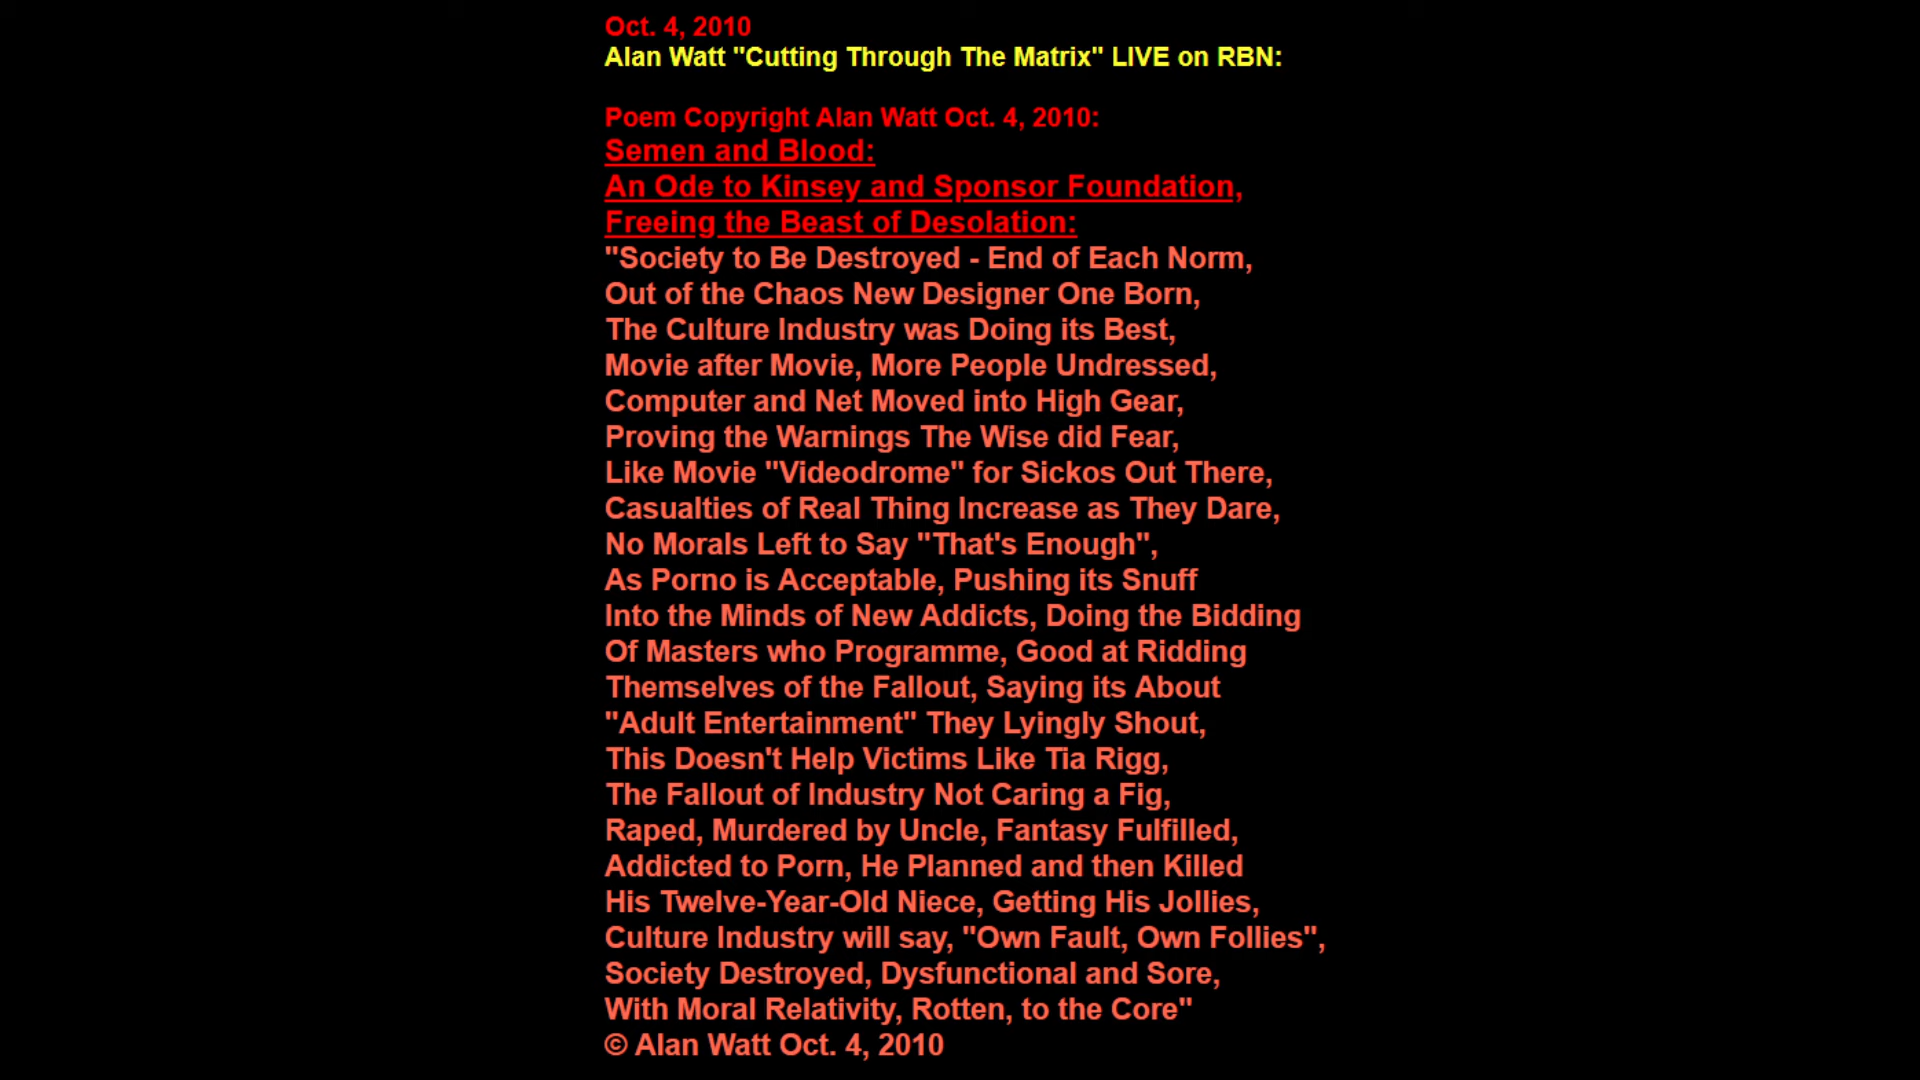 Oct. 4, 2010
Alan Watt "Cutting Through The Matrix" LIVE on RBN:
Poem Copyright Alan Watt Oct. 4, 2010:
Semen and Blood:
An Ode to Kinsey and Sponsor Foundation,
Freeing the Beast of Desolation:
"Society to Be Destroyed - End of Each Norm,
Out of the Chaos New Designer One Born,
The Culture Industry was Doing its Best,
Movie after Movie, More People Undressed,
Computer and Net Moved into High Gear,
Proving the Warnings The Wise did Fear,
Like Movie "Videodrome" for Sickos Out There,
Casualties of Real Thing Increase as They Dare,
No Morals Left to Say "That's Enough",
As Porno is Acceptable, Pushing its Snuff
Into the Minds of New Addicts, Doing the Bidding
Of Masters who Programme, Good at Ridding
Themselves of the Fallout, Saying its About
"Adult Entertainment" They Lyingly Shout,
This Doesn't Help Victims Like Tia Rigg,
The Fallout of Industry Not Caring a Fig,
Raped, Murdered by Uncle, Fantasy Fulfilled,
Addicted to Porn, He Planned and then Killed
His Twelve-Year-Old Niece, Getting His Jollies,
Culture Industry will say, "Own Fault, Own Follies",
Society Destroyed, Dysfunctional and Sore,
With Moral Relativity, Rotten, to the Core"
© Alan Watt Oct. 4, 2010